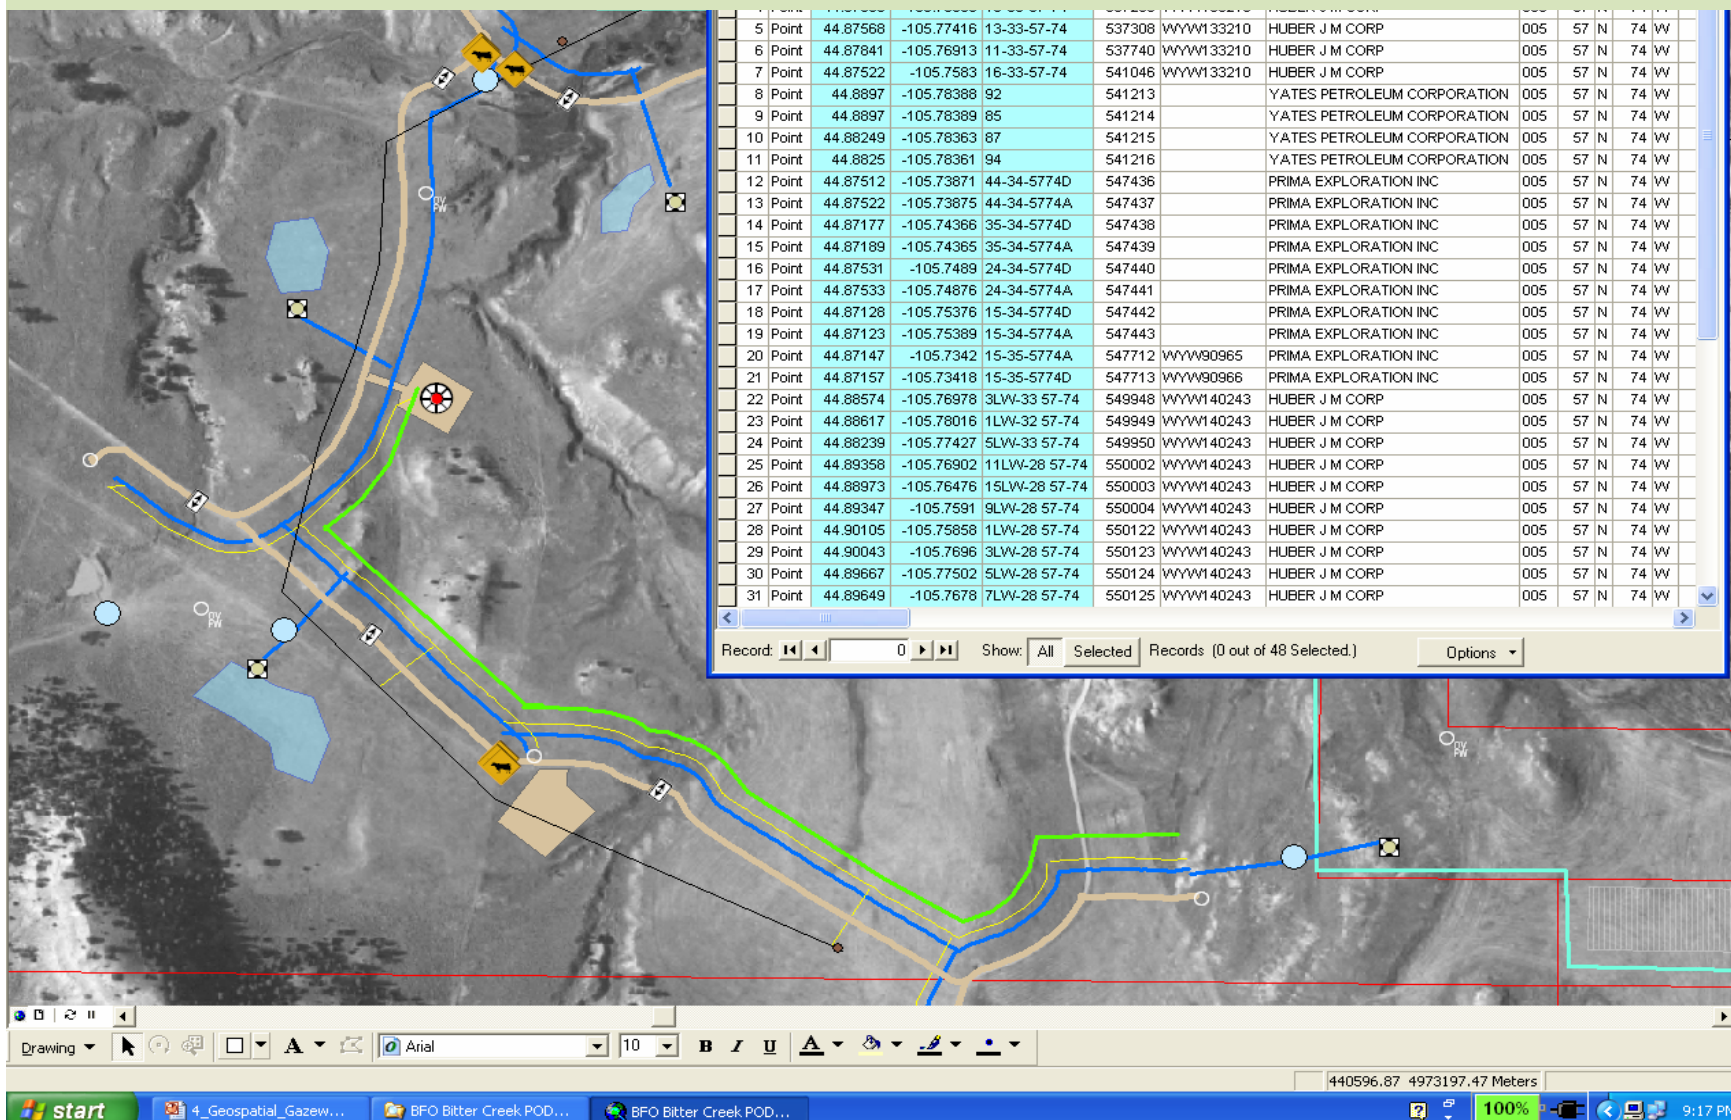 5 Point 44.87568 -105.77416 13-33-57-74 537308 WYW133210 HUBER J M CORP 005 57 N 74 W
6 Point 44.87841 -105.76913 11-33-57-74 537740 WYW133210 HUBER J M CORP 005 57 N 74 W
7 Point 44.87522 -105.7583 16-33-57-74 541046 WYW133210 HUBER J M CORP 005 57 N 74 W
8 Point 44.8897 -105.78388 92 541213 YATES PETROLEUM CORPORATION 005 57 N 74 W
9 Point 44.8897 -105.78389 85 541214 YATES PETROLEUM CORPORATION 005 57 N 74 W
10 Point 44.88249 -105.78363 87 541215 YATES PETROLEUM CORPORATION 005 57 N 74 W
11 Point 44.8825 -105.78361 94 541216 YATES PETROLEUM CORPORATION 005 57 N 74 W
12 Point 44.87512 -105.73871 44-34-5774D 547436 PRIMA EXPLORATION INC 005 57 N 74 W
13 Point 44.87522 -105.73875 44-34-5774A 547437 PRIMA EXPLORATION INC 005 57 N 74 W
14 Point 44.87177 -105.74366 35-34-5774D 547438 PRIMA EXPLORATION INC 005 57 N 74 W
15 Point 44.87189 -105.74365 35-34-5774A 547439 PRIMA EXPLORATION INC 005 57 N 74 W
16 Point 44.87531 -105.7489 24-34-5774D 547440 PRIMA EXPLORATION INC 005 57 N 74 W
17 Point 44.87533 -105.74876 24-34-5774A 547441 PRIMA EXPLORATION INC 005 57 N 74 W
18 Point 44.87128 -105.75376 15-34-5774D 547442 PRIMA EXPLORATION INC 005 57 N 74 W
19 Point 44.87123 -105.75389 15-34-5774A 547443 PRIMA EXPLORATION INC 005 57 N 74 W
20 Point 44.87147 -105.7342 15-35-5774A 547712 WYW90965 PRIMA EXPLORATION INC 005 57 N 74 W
21 Point 44.87157 -105.73418 15-35-5774D 547713 WYW90966 PRIMA EXPLORATION INC 005 57 N 74 W
22 Point 44.88574 -105.76978 3LW-33 57-74 549948 WYW140243 HUBER J M CORP 005 57 N 74 W
23 Point 44.88617 -105.78016 1LW-32 57-74 549949 WYW140243 HUBER J M CORP 005 57 N 74 W
24 Point 44.88239 -105.77427 5LW-33 57-74 549950 WYW140243 HUBER J M CORP 005 57 N 74 W
25 Point 44.89358 -105.76902 11LW-28 57-74 550002 WYW140243 HUBER J M CORP 005 57 N 74 W
26 Point 44.88973 -105.76476 15LW-28 57-74 550003 WYW140243 HUBER J M CORP 005 57 N 74 W
27 Point 44.89347 -105.7591 9LW-28 57-74 550004 WYW140243 HUBER J M CORP 005 57 N 74 W
28 Point 44.90105 -105.75858 1LW-28 57-74 550122 WYW140243 HUBER J M CORP 005 57 N 74 W
29 Point 44.90043 -105.7696 3LW-28 57-74 550123 WYW140243 HUBER J M CORP 005 57 N 74 W
30 Point 44.89667 -105.77502 5LW-28 57-74 550124 WYW140243 HUBER J M CORP 005 57 N 74 W
31 Point 44.89649 -105.7678 7LW-28 57-74 550125 WYW140243 HUBER J M CORP 005 57 N 74 W
Record: 0 Show: All Selected Records (0 out of 48 Selected.) Options
Drawing A Arial 10 B I U A
440596.87 4973197.47 Meters
start 4_Geospatial_Gazew... BFO Bitter Creek POD... BFO Bitter Creek POD... 100% 9:17 PM